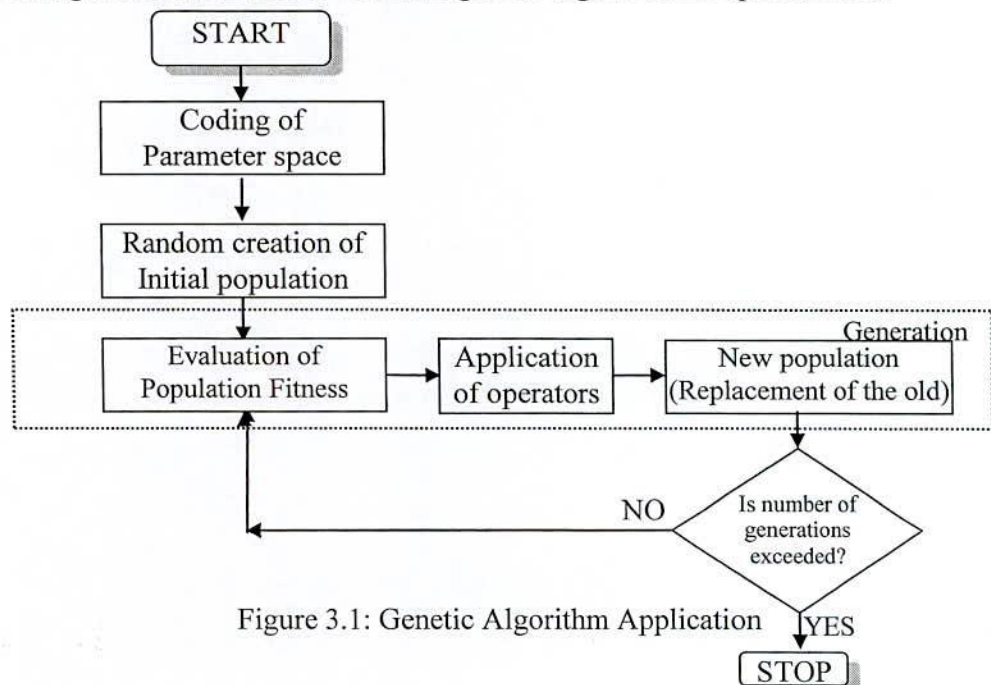 START
Coding of
Parameter space
Random creation of
Initial population
Generation
Evaluation of
Population Fitness
Application
of operators
New population
(Replacement of the old)
Is number of
generations
exceeded?
NO
YES
Figure 3.1: Genetic Algorithm Application
STOP